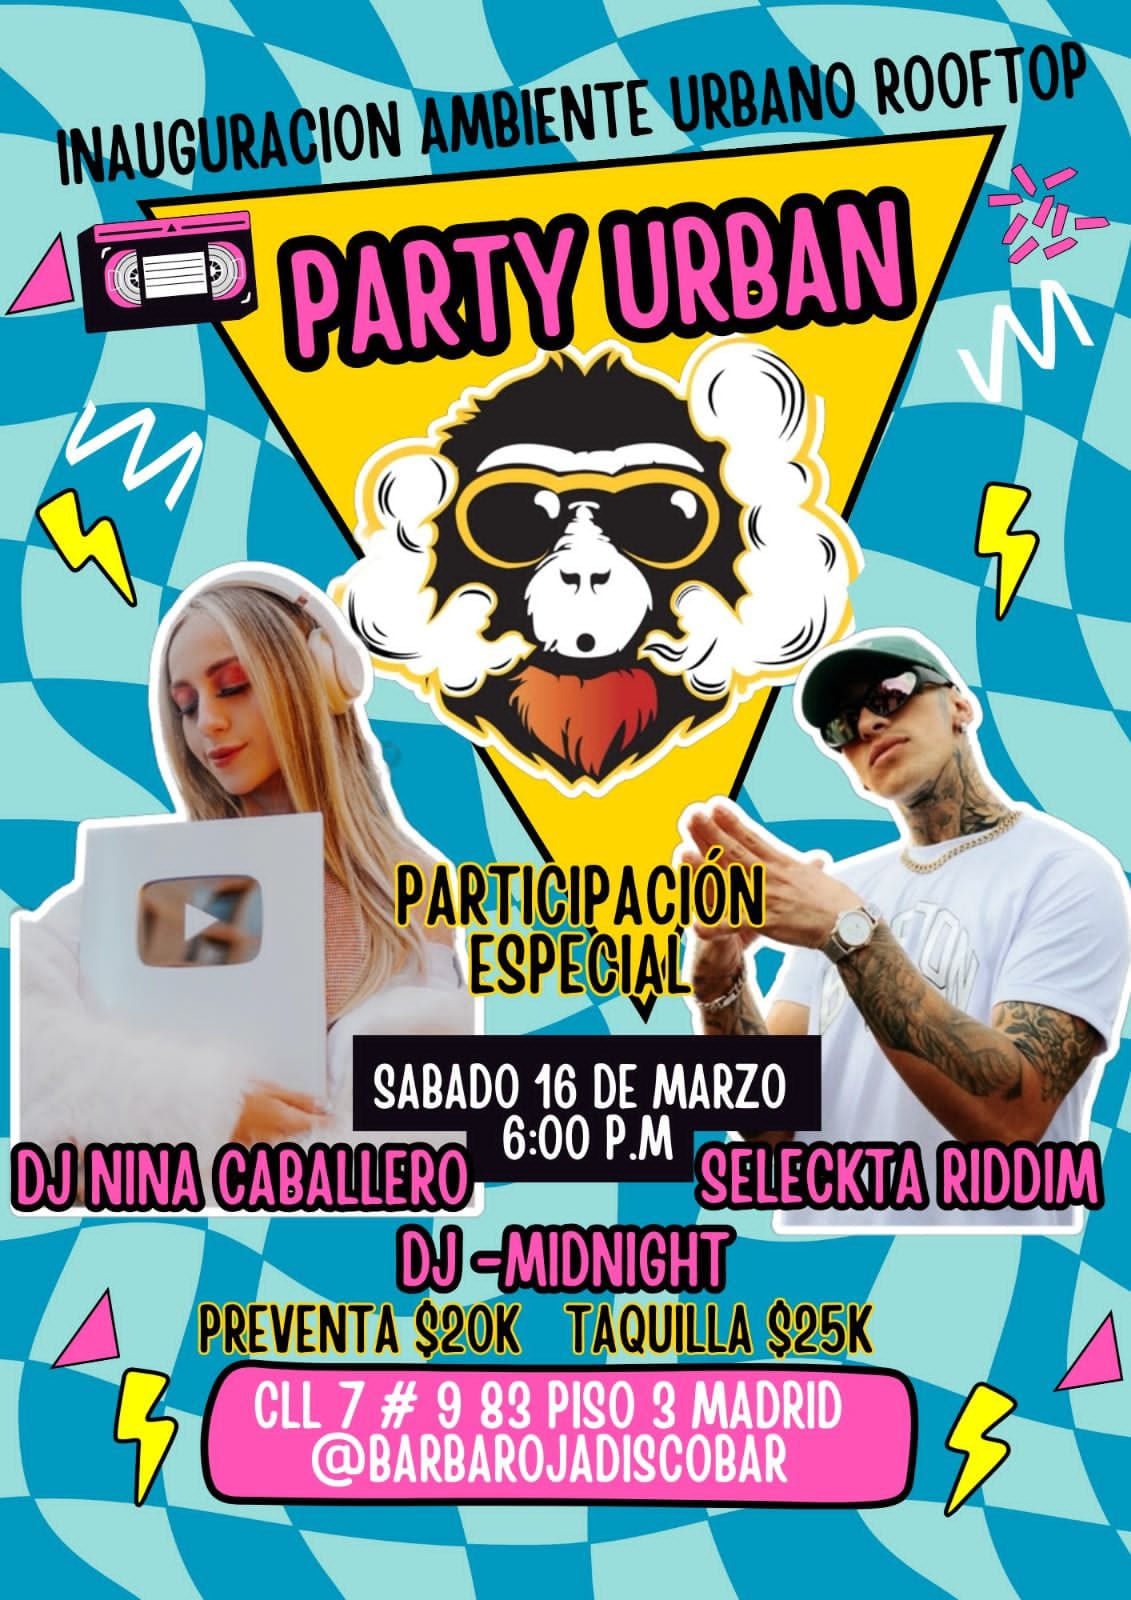 INAUGURACION AMBIENTE URBANO ROOFTOP
PARTY URBAN
PARTICIPACIÓN
ESPECIAL
SABADO 16 DE MARZO
6:00 P.M
DJ NINA CABALLERO
SELECKTA RIDDIM
DJ -MIDNIGHT
PREVENTA $20K TAQUILLA $25K
CLL 7 # 9 83 PISO 3 MADRID
@BARBAROJADISCOBAR